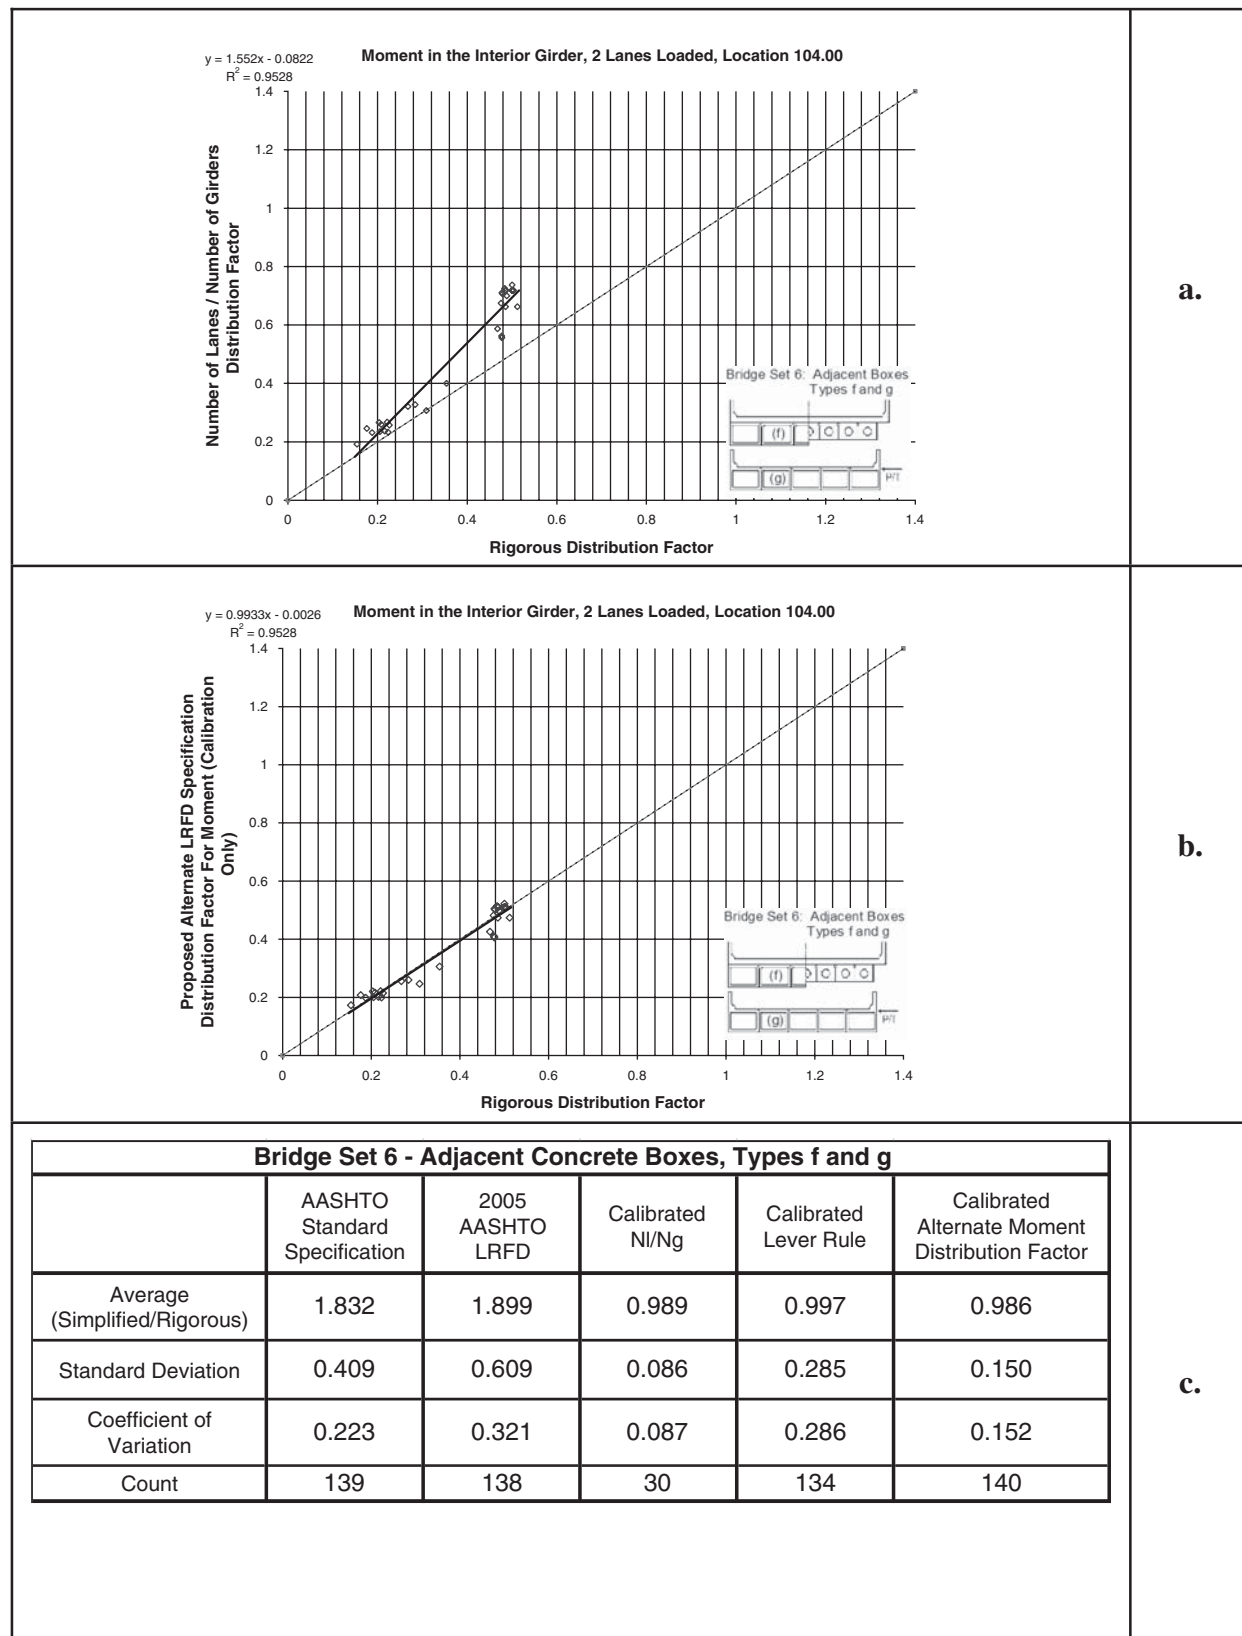 y = 1.552x - 0.0822
R2 = 0.9528
Moment in the Interior Girder, 2 Lanes Loaded, Location 104.00
Number of Lanes / Number of Girders
Distribution Factor
1.4
1.2
1
0.8
0.6
0.4
0.2
0
0 0.2 0.4 0.6 0.8 1 1.2 1.4
Rigorous Distribution Factor
Bridge Set 6: Adjacent Boxes
Types f and g
(f)
(g)
P/T
a.
y = 0.9933x - 0.0026
R2 = 0.9528
Moment in the Interior Girder, 2 Lanes Loaded, Location 104.00
Proposed Alternate LRFD Specification
Distribution Factor For Moment (Calibration
Only)
1.4
1.2
1
0.8
0.6
0.4
0.2
0
0 0.2 0.4 0.6 0.8 1 1.2 1.4
Rigorous Distribution Factor
Bridge Set 6: Adjacent Boxes
Types f and g
(f)
(g)
P/T
b.
Bridge Set 6 - Adjacent Concrete Boxes, Types f and g
AASHTO
Standard
Specification
2005
AASHTO
LRFD
Calibrated
Nl/Ng
Calibrated
Lever Rule
Calibrated
Alternate Moment
Distribution Factor
Average
(Simplified/Rigorous)
1.832 1.899 0.989 0.997 0.986
Standard Deviation 0.409 0.609 0.086 0.285 0.150
Coefficient of
Variation
0.223 0.321 0.087 0.286 0.152
Count 139 138 30 134 140
c.